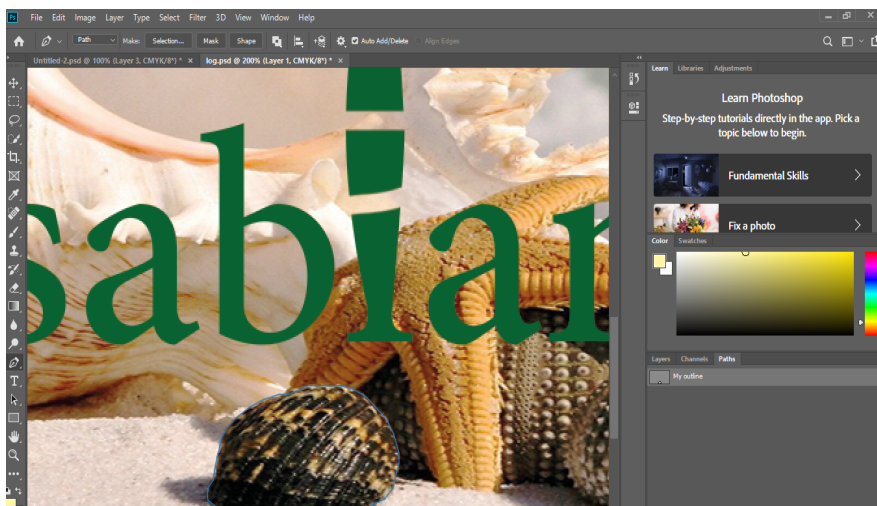 Ps File Edit Image Layer Type Select Filter 3D View Window Help
Path Make: Selection... Mask Shape Auto Add/Delete Align Edges
Untitled-2.psd @ 100% (Layer 3, CMYK/8*) * × log.psd @ 200% (Layer 1, CMYK/8*) * ×
Learn Libraries Adjustments
Learn Photoshop
Step-by-step tutorials directly in the app. Pick a
topic below to begin.
Fundamental Skills
Fix a photo
Color Swatches
Layers Channels Paths
My outline
sabian